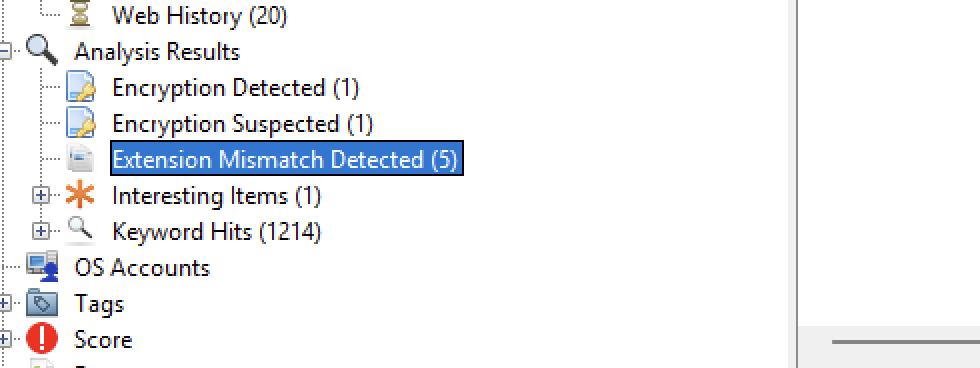 Web History (20)
Analysis Results
Encryption Detected (1)
Encryption Suspected (1)
Extension Mismatch Detected (5)
Interesting Items (1)
Keyword Hits (1214)
OS Accounts
Tags
Score